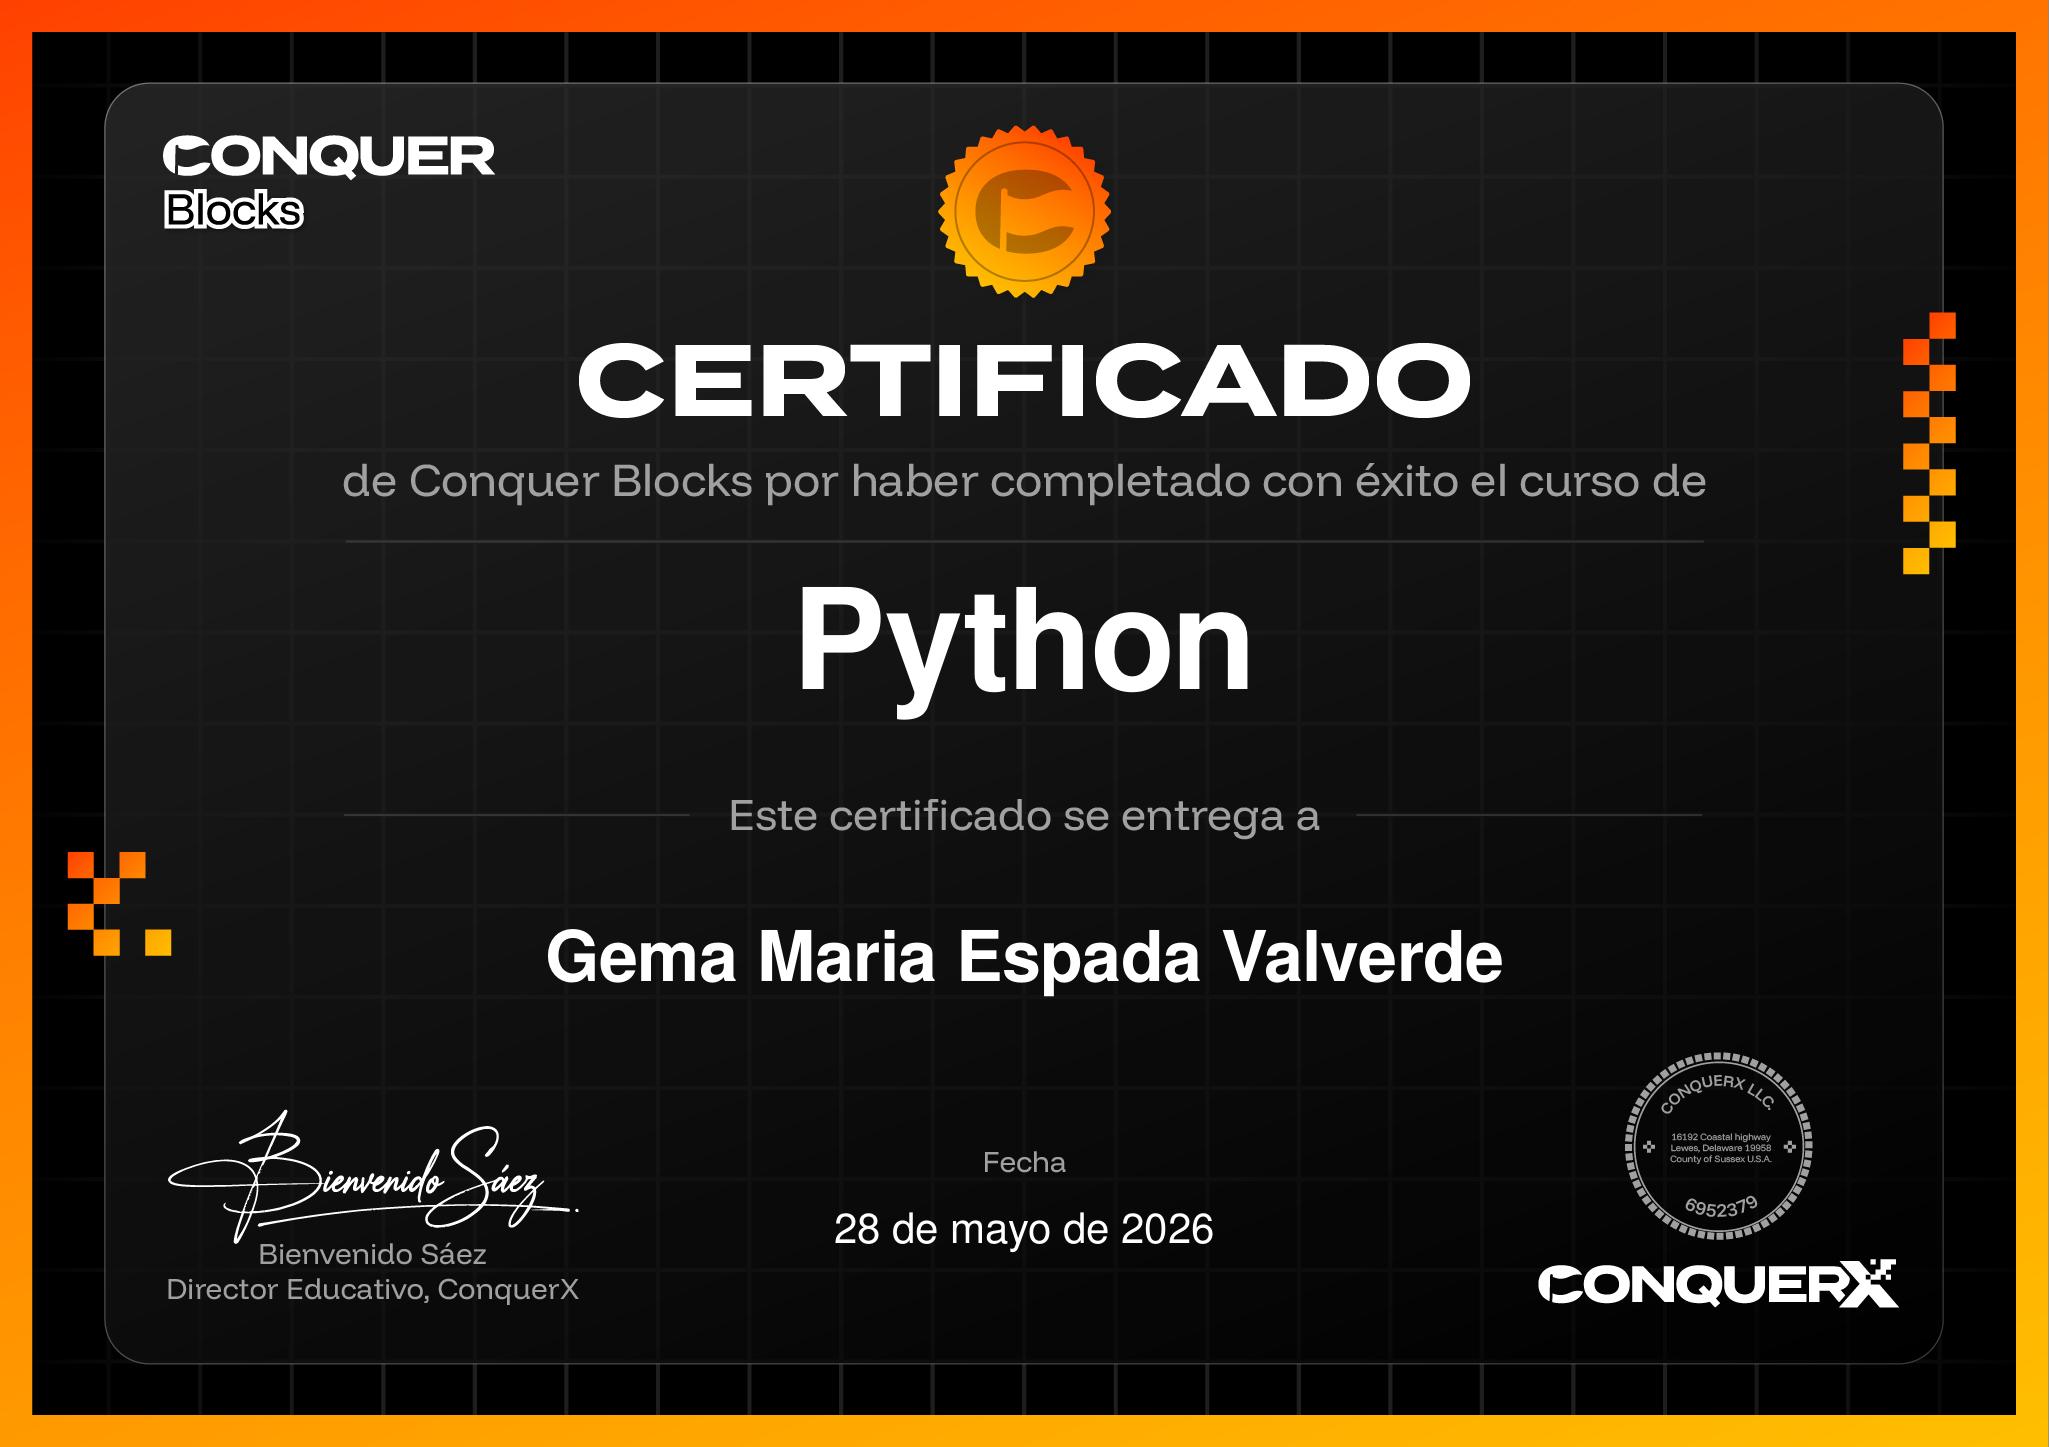 CONQUER
Blocks
CERTIFICADO
de Conquer Blocks por haber completado con éxito el curso de
Python
Este certificado se entrega a
Gema Maria Espada Valverde
Bienvenido Sáez
Bienvenido Sáez
Director Educativo, ConquerX
Fecha
28 de mayo de 2026
CONQUERX LLC.
16192 Coastal highway
Lewes, Delaware 19958
County of Sussex U.S.A.
6952379
CONQUERX